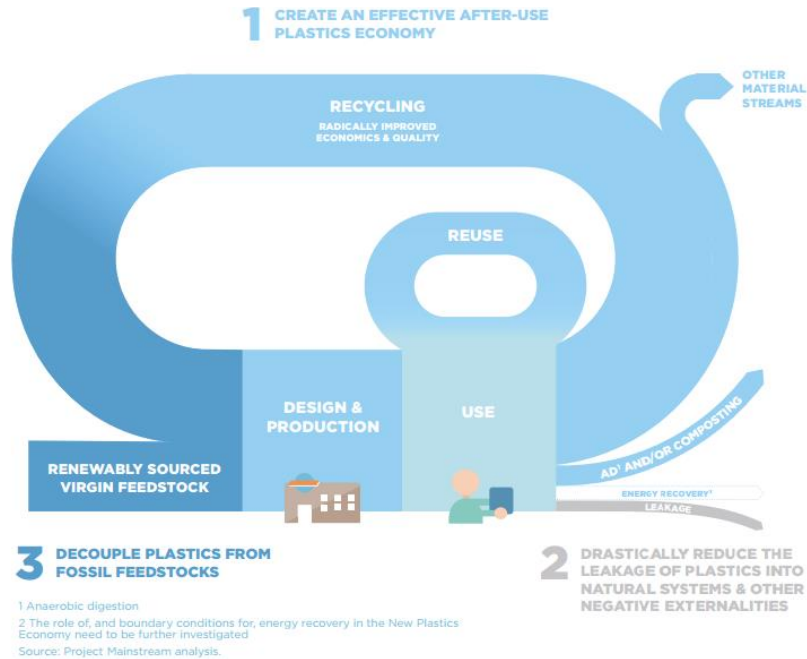 1 CREATE AN EFFECTIVE AFTER-USE
PLASTICS ECONOMY
OTHER
MATERIAL
STREAMS
RECYCLING
RADICALLY IMPROVED
ECONOMICS & QUALITY
REUSE
DESIGN &
PRODUCTION
USE
AD¹ AND/OR COMPOSTING
RENEWABLY SOURCED
VIRGIN FEEDSTOCK
ENERGY RECOVERY²
LEAKAGE
3 DECOUPLE PLASTICS FROM
FOSSIL FEEDSTOCKS
2 DRASTICALLY REDUCE THE
LEAKAGE OF PLASTICS INTO
NATURAL SYSTEMS & OTHER
NEGATIVE EXTERNALITIES
1 Anaerobic digestion
2 The role of, and boundary conditions for, energy recovery in the New Plastics
Economy need to be further investigated
Source: Project Mainstream analysis.